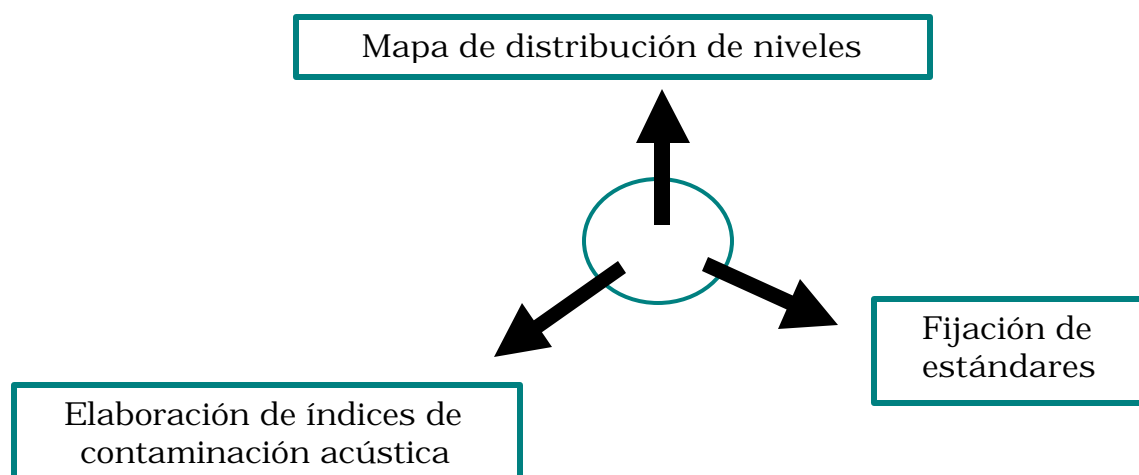 Mapa de distribución de niveles
Fijación de
estándares
Elaboración de índices de
contaminación acústica